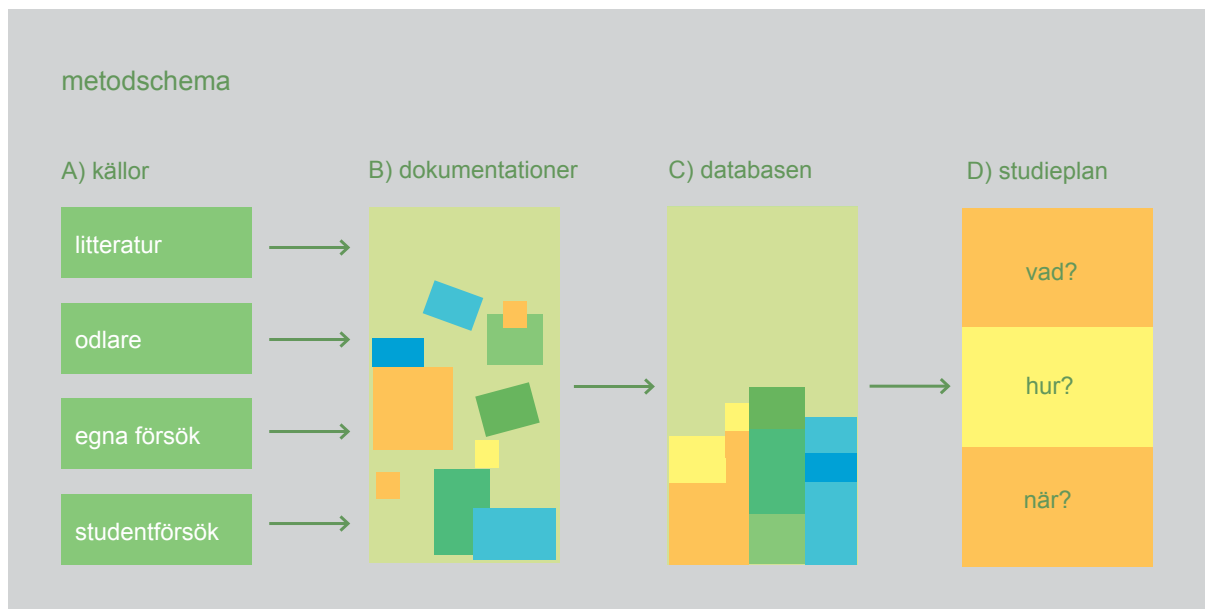 metodschema
A) källor
B) dokumentationer
C) databasen
D) studieplan
litteratur
odlare
egna försök
studentförsök
vad?
hur?
när?